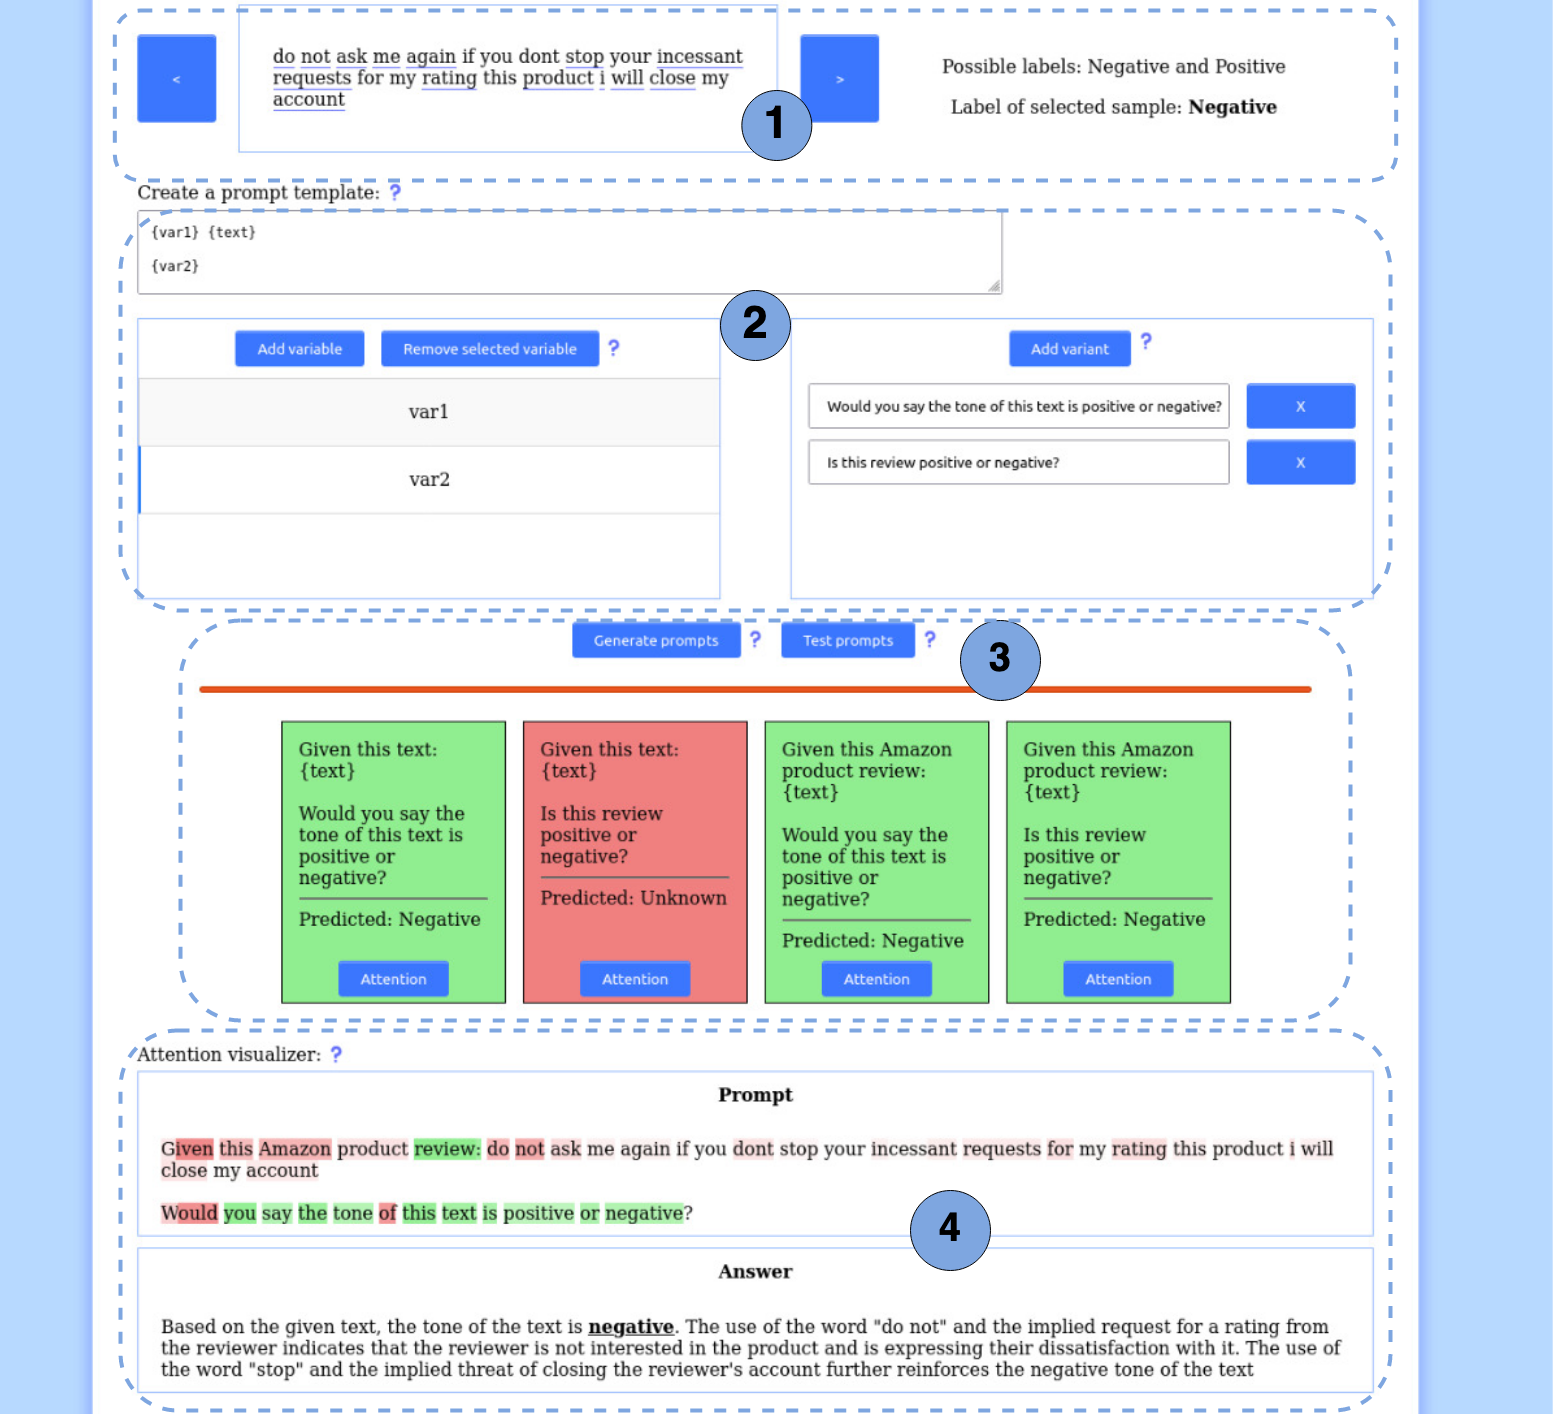 <
do not ask me again if you dont stop your incessant
requests for my rating this product i will close my
account
>
Possible labels: Negative and Positive
Label of selected sample: Negative
1
Create a prompt template: ?
{var1} {text}
{var2}
2
Add variable
Remove selected variable
?
var1
var2
Add variant
?
Would you say the tone of this text is positive or negative?
X
Is this review positive or negative?
X
Generate prompts
?
Test prompts
?
3
Given this text:
{text}
Would you say the
tone of this text is
positive or
negative?
Predicted: Negative
Attention
Given this text:
{text}
Is this review
positive or
negative?
Predicted: Unknown
Attention
Given this Amazon
product review:
{text}
Would you say the
tone of this text is
positive or
negative?
Predicted: Negative
Attention
Given this Amazon
product review:
{text}
Is this review
positive or
negative?
Predicted: Negative
Attention
Attention visualizer: ?
Prompt
Given this Amazon product review: do not ask me again if you dont stop your incessant requests for my rating this product i will
close my account
Would you say the tone of this text is positive or negative?
4
Answer
Based on the given text, the tone of the text is negative. The use of the word "do not" and the implied request for a rating from
the reviewer indicates that the reviewer is not interested in the product and is expressing their dissatisfaction with it. The use of
the word "stop" and the implied threat of closing the reviewer's account further reinforces the negative tone of the text